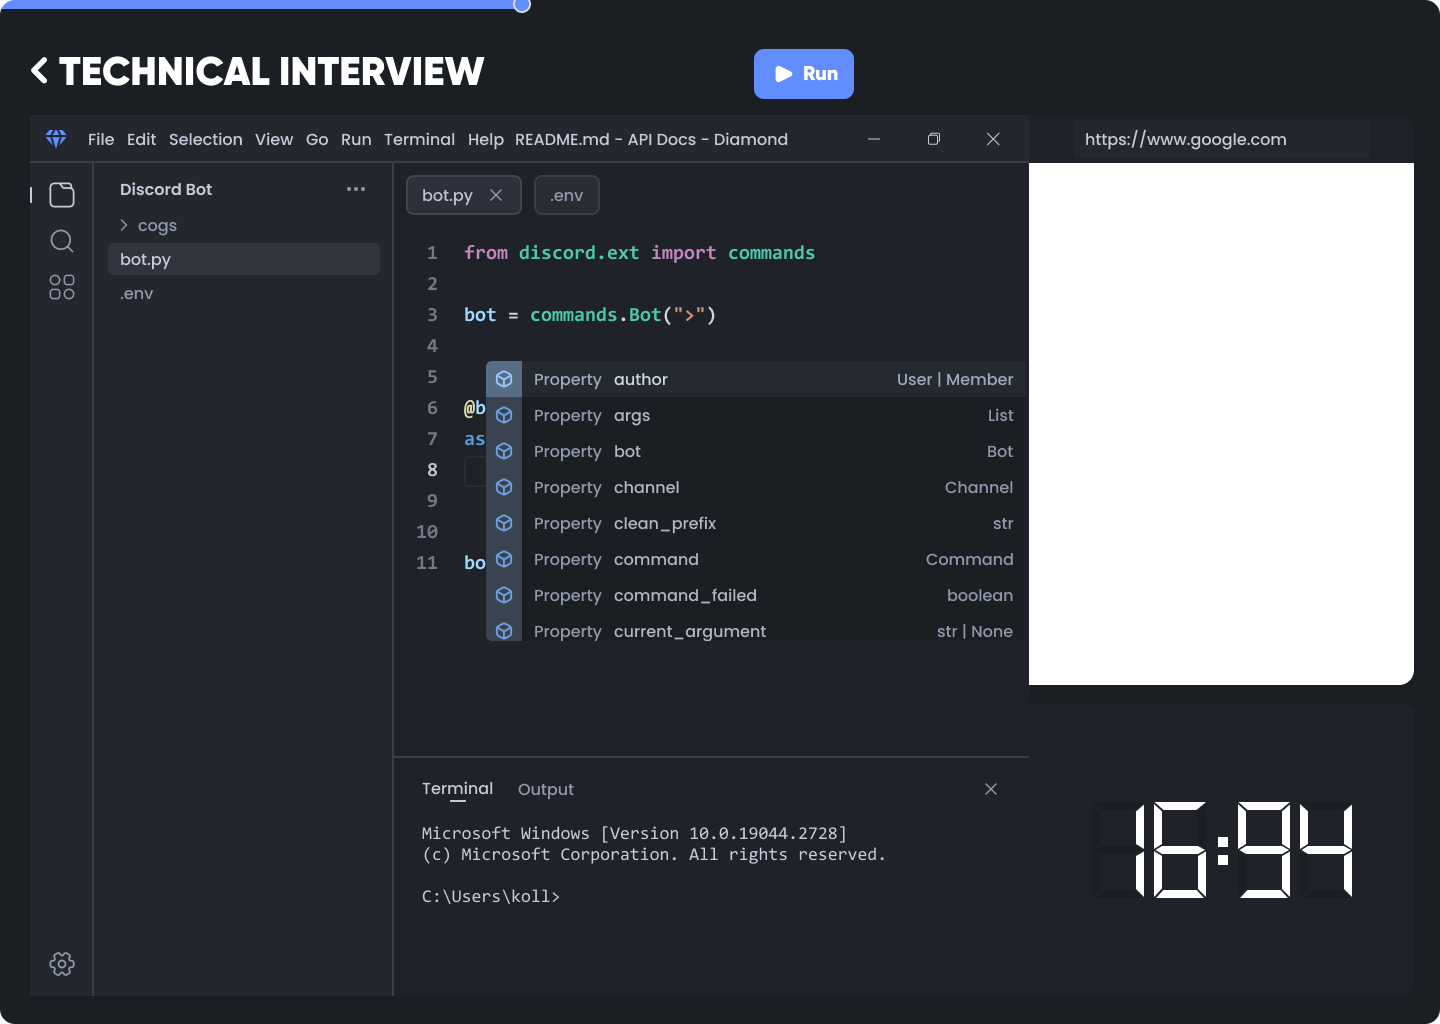 TECHNICAL INTERVIEW
Run
File Edit Selection View Go Run Terminal Help README.md - API Docs - Diamond
https://www.google.com
Discord Bot
cogs
bot.py
.env
bot.py
.env
1 from discord.ext import commands
2
3 bot = commands.Bot(">")
4
5
6 @b
7 as
8
9
10
11 bo
Property author User | Member
Property args List
Property bot Bot
Property channel Channel
Property clean_prefix str
Property command Command
Property command_failed boolean
Property current_argument str | None
Terminal Output
Microsoft Windows [Version 10.0.19044.2728]
(c) Microsoft Corporation. All rights reserved.
C:\Users\koll>
16:94